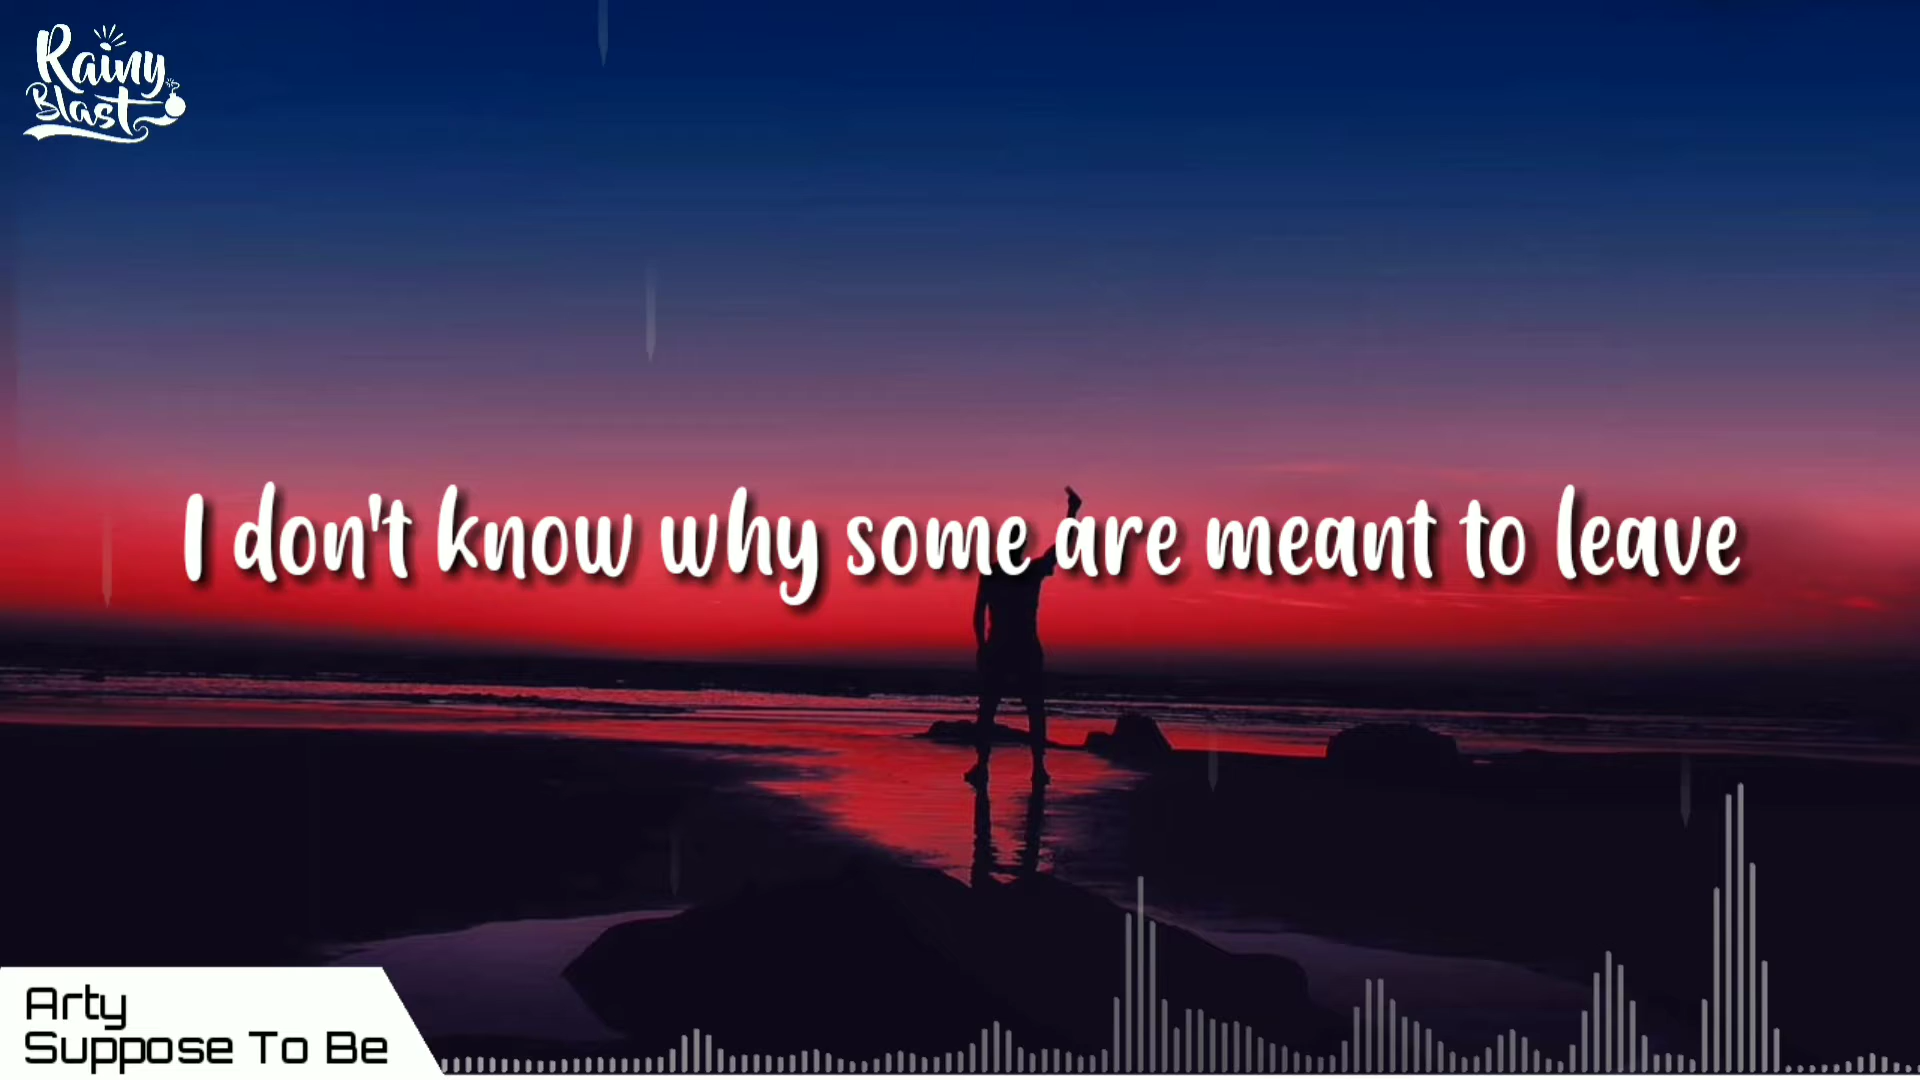 Rainy
Blast
I don't know why some are meant to leave
Arty
Suppose To Be